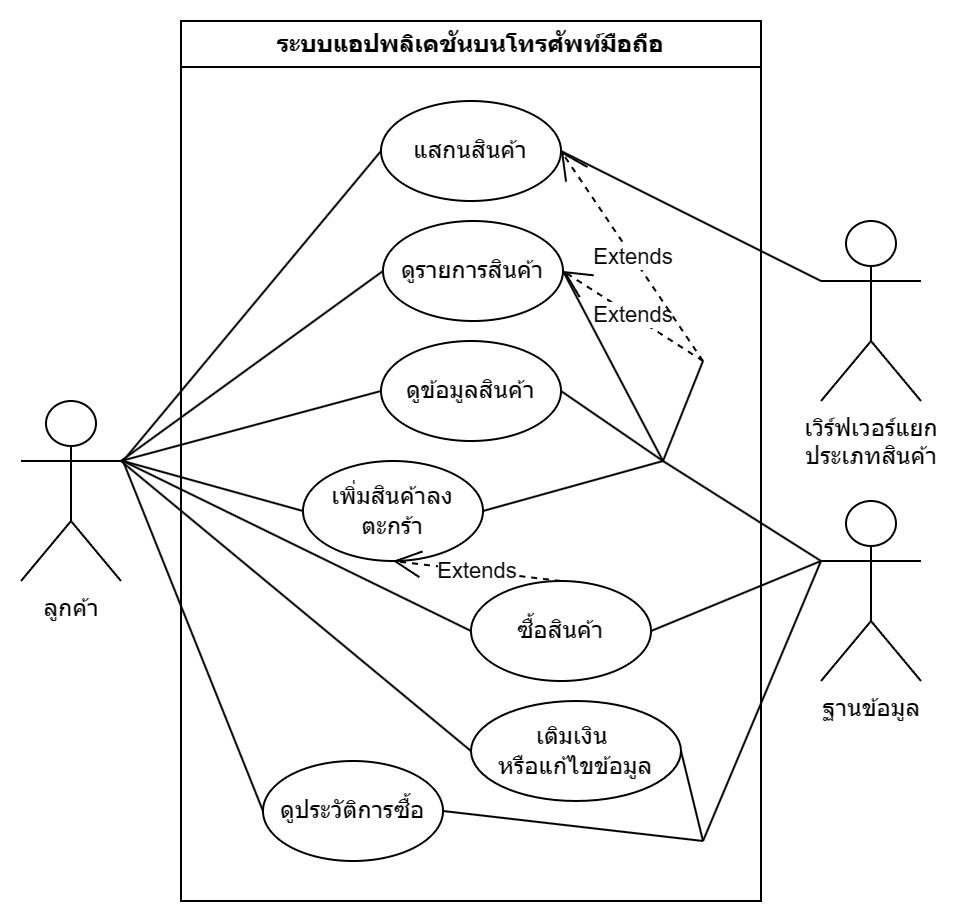 ระบบแอปพลิเคชันบนโทรศัพท์มือถือ
แสกนสินค้า
Extends
ดูรายการสินค้า
Extends
ดูข้อมูลสินค้า
เวิร์ฟเวอร์แยก
ประเภทสินค้า
เพิ่มสินค้าลง
ตะกร้า
Extends
ลูกค้า
ซื้อสินค้า
ฐานข้อมูล
เติมเงิน
หรือแก้ไขข้อมูล
ดูประวัติการซื้อ